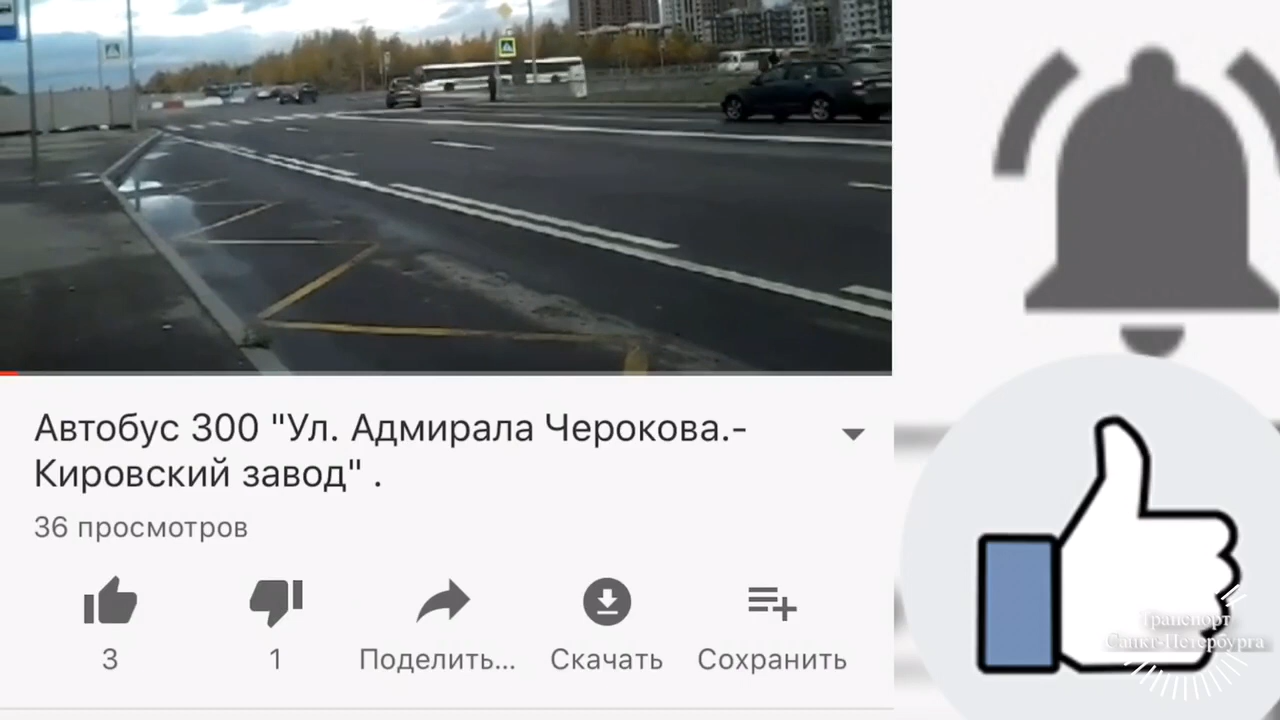 Автобус 300 "Ул. Адмирала Черокова.-
Кировский завод" .
36 просмотров
3
1
Поделить...
Скачать
Сохранить
Транспорт
Санкт-Петербурга